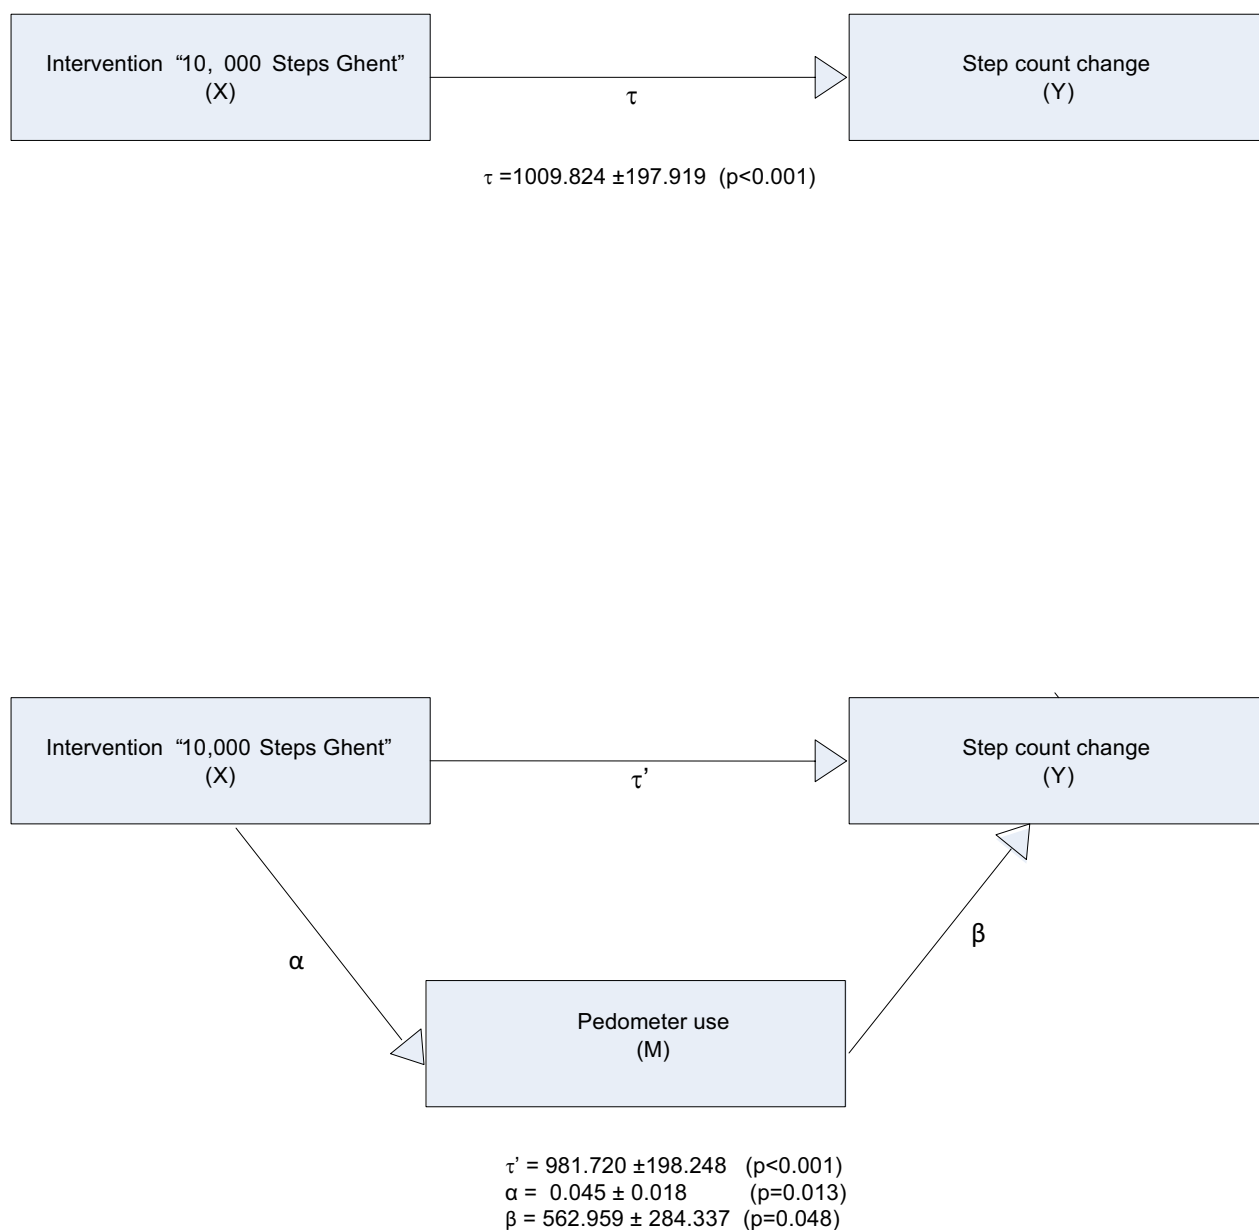 Intervention “10, 000 Steps Ghent”
(X)
τ
Step count change
(Y)
τ =1009.824 ±197.919 (p<0.001)
Intervention “10,000 Steps Ghent”
(X)
τ’
Step count change
(Y)
α
β
Pedometer use
(M)
τ’ = 981.720 ±198.248 (p<0.001)
α = 0.045 ± 0.018 (p=0.013)
β = 562.959 ± 284.337 (p=0.048)